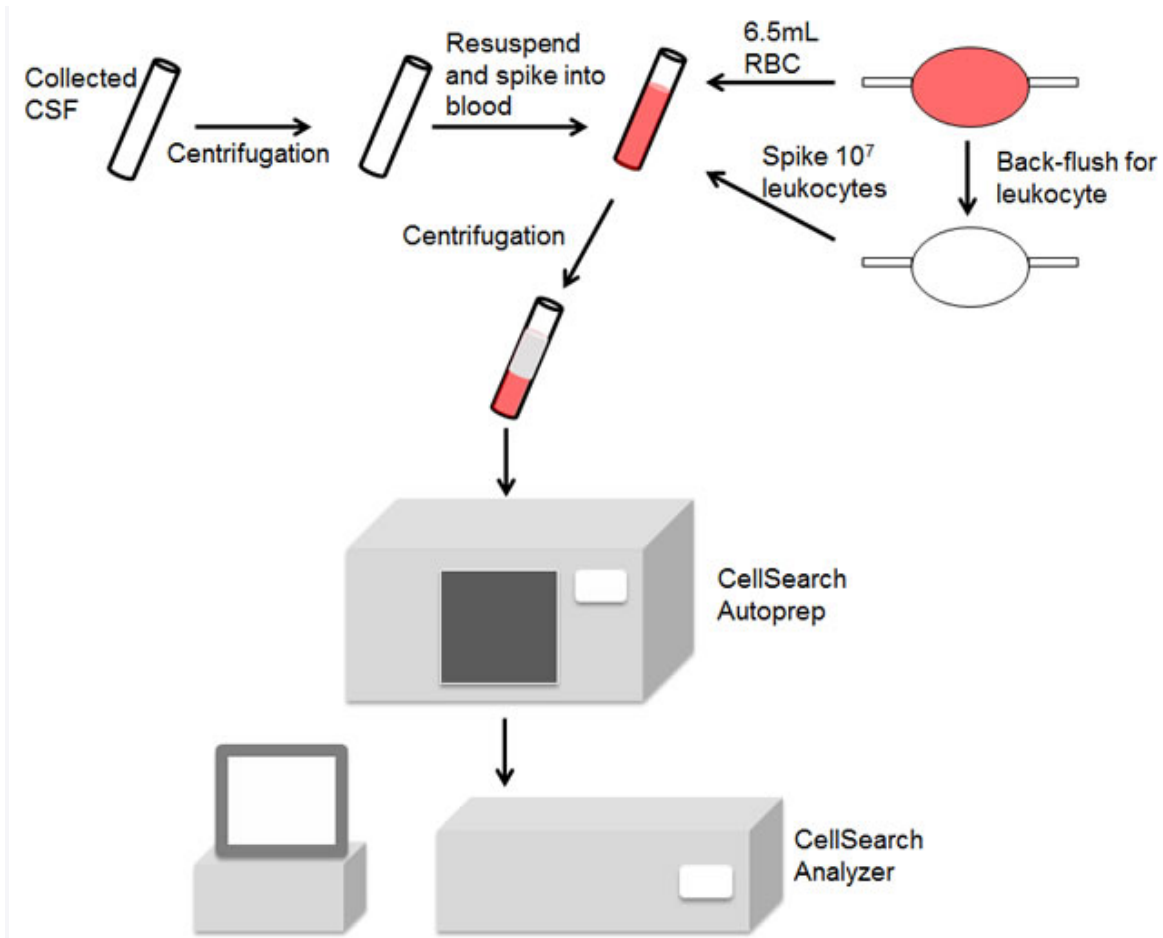 Collected
CSF
Centrifugation
Resuspend
and spike into
blood
6.5mL
RBC
Spike 10⁷
leukocytes
Back-flush for
leukocyte
Centrifugation
CellSearch
Autoprep
CellSearch
Analyzer